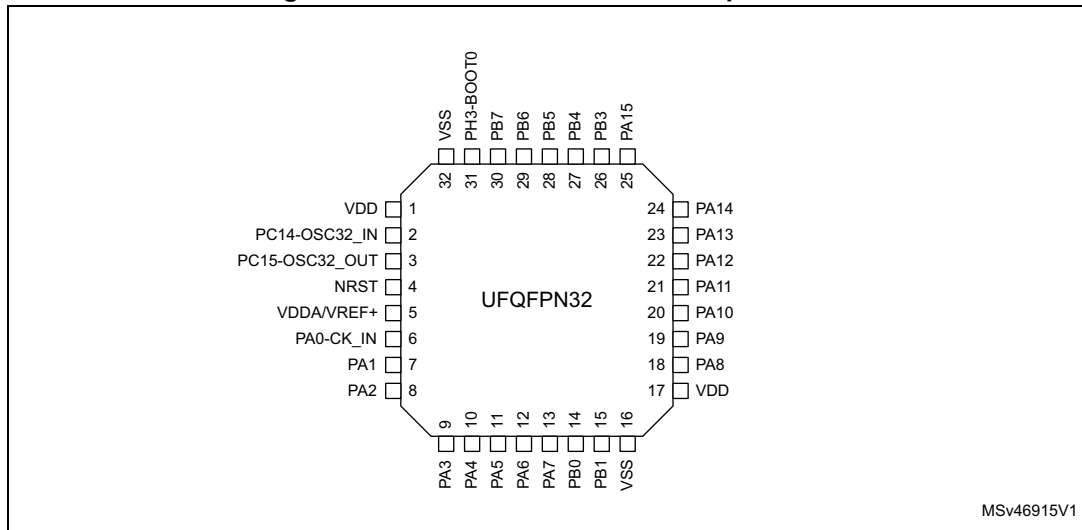 VSS
PH3-BOOT0
PB7
PB6
PB5
PB4
PB3
PA15
32 31 30 29 28 27 26 25
VDD 1 24 PA14
PC14-OSC32_IN 2 23 PA13
PC15-OSC32_OUT 3 22 PA12
NRST 4 21 PA11
UFQFPN32
VDDA/VREF+ 5 20 PA10
PA0-CK_IN 6 19 PA9
PA1 7 18 PA8
PA2 8 17 VDD
9 10 11 12 13 14 15 16
PA3
PA4
PA5
PA6
PA7
PB0
PB1
VSS
MSv46915V1